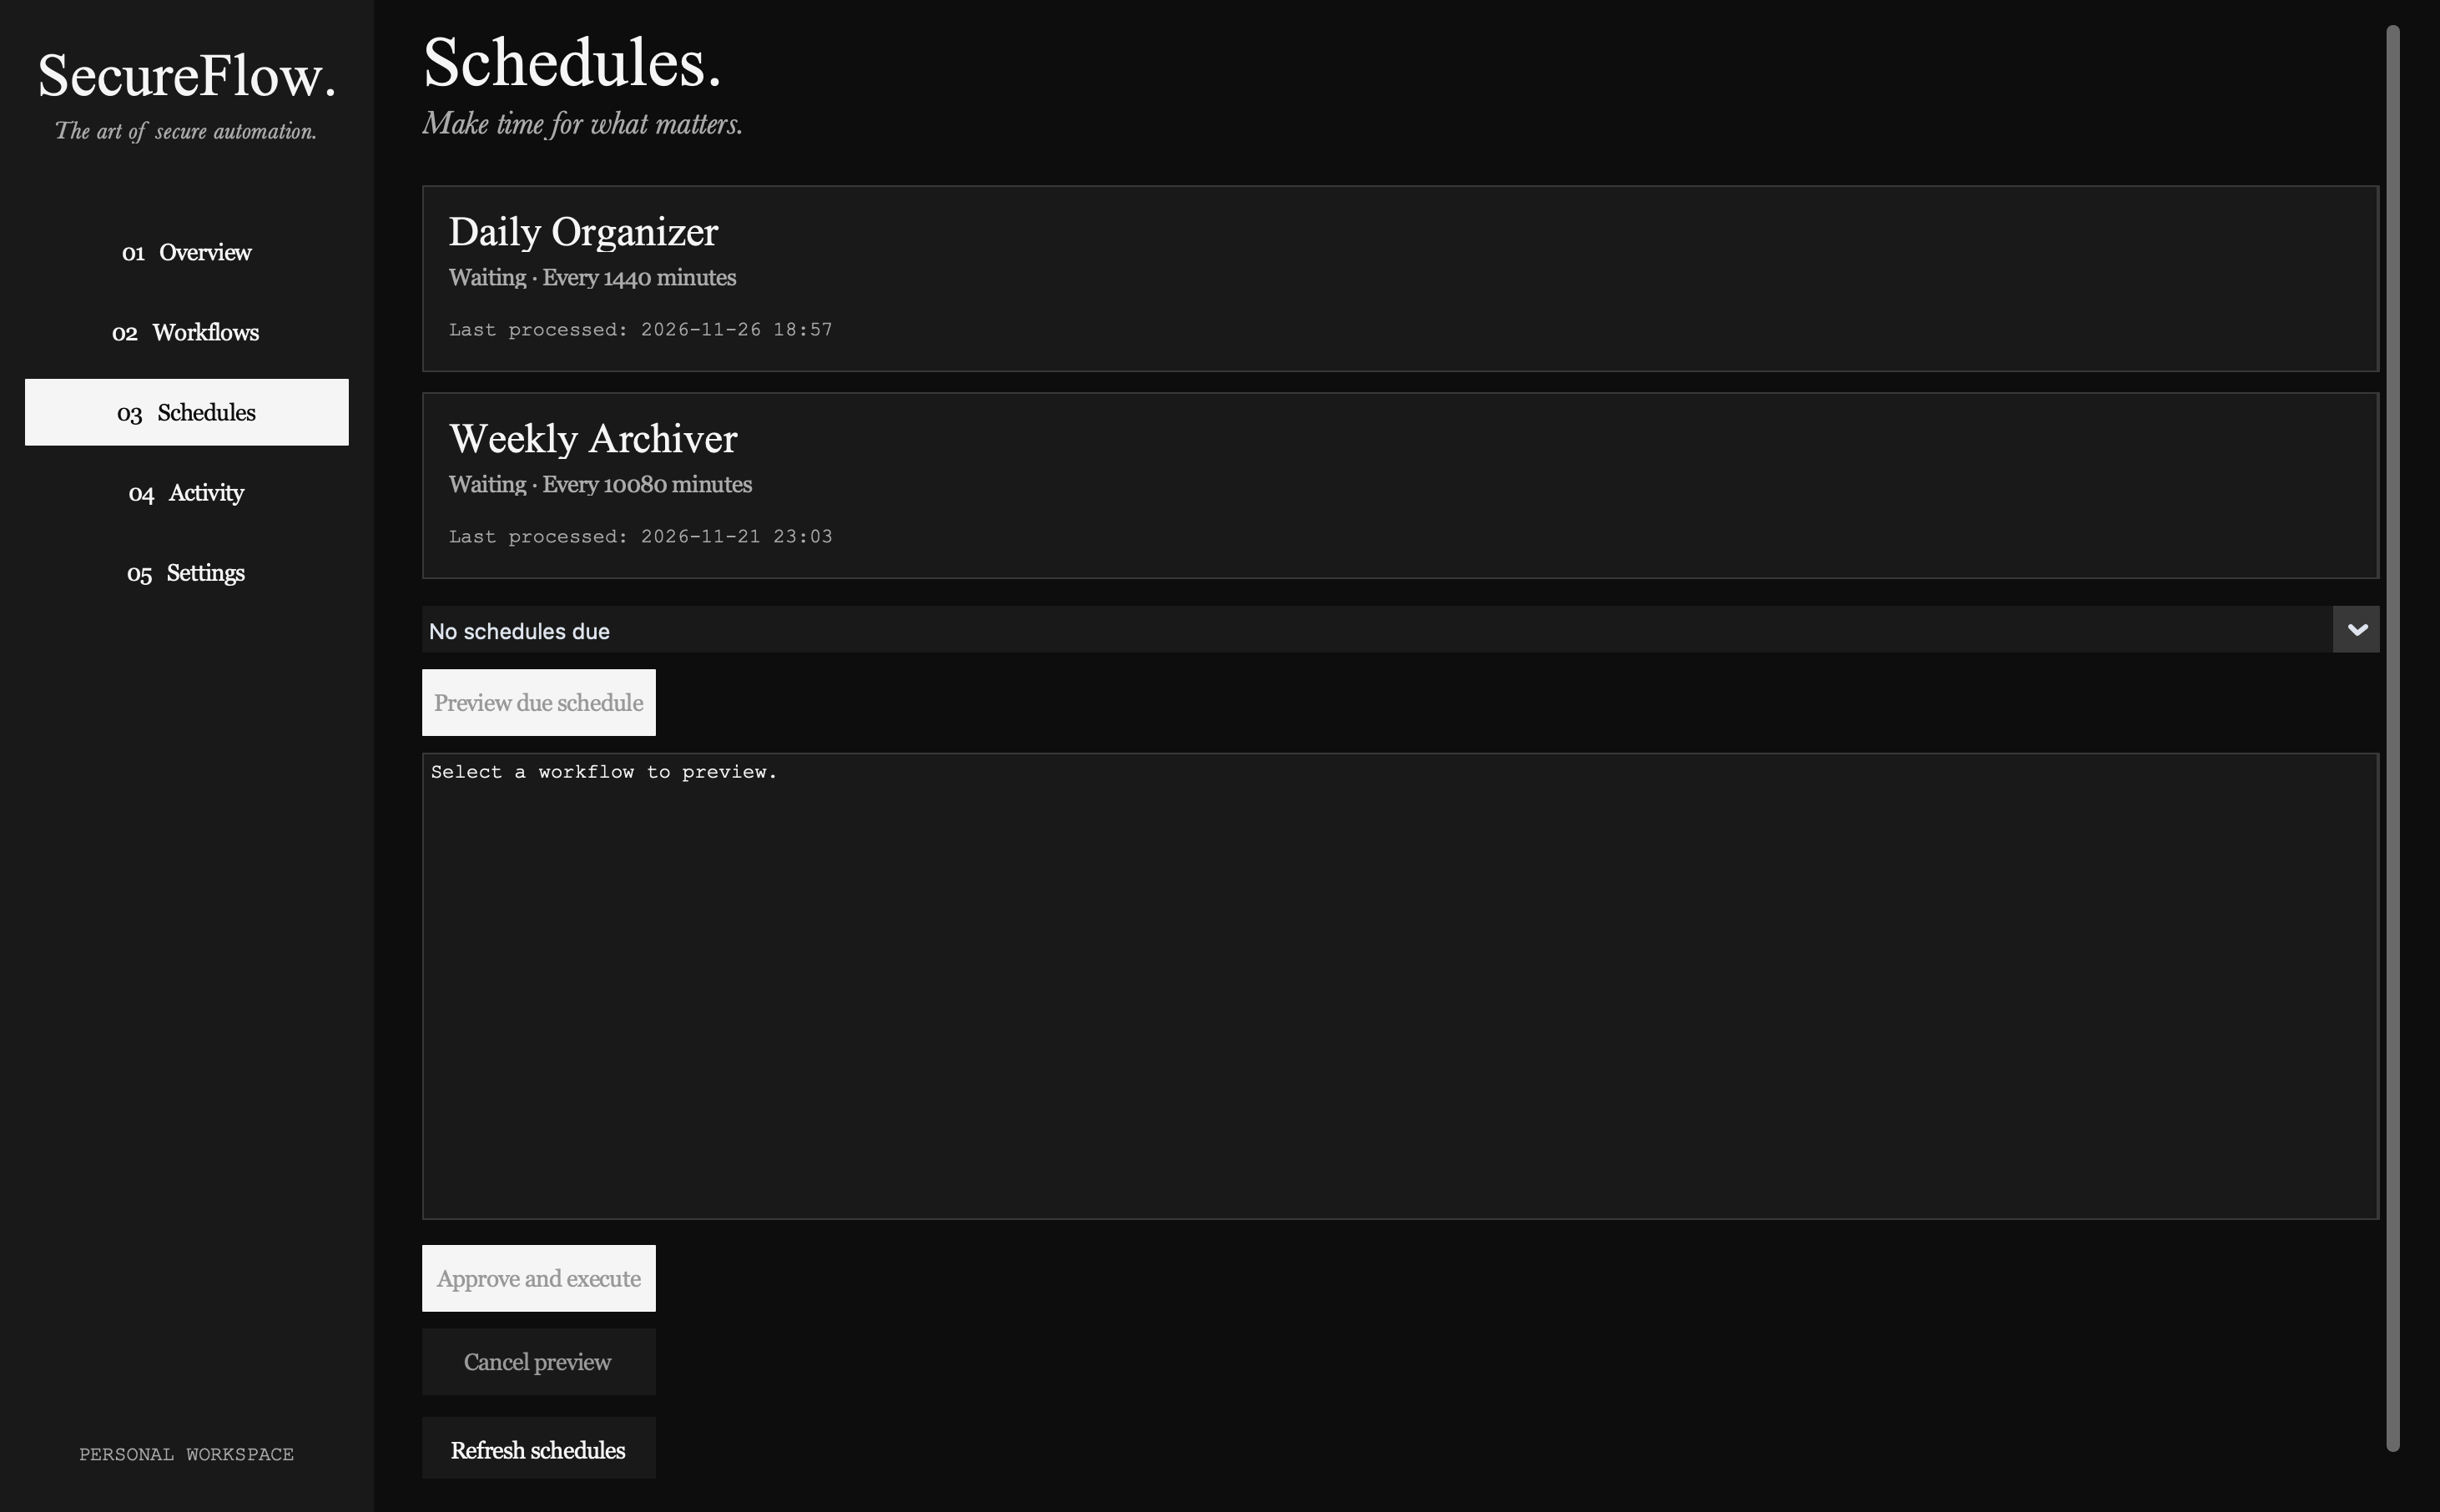 SecureFlow.
The art of secure automation.
01 Overview
02 Workflows
03 Schedules
04 Activity
05 Settings
PERSONAL WORKSPACE
Schedules.
Make time for what matters.
Daily Organizer
Waiting · Every 1440 minutes
Last processed: 2026-11-26 18:57
Weekly Archiver
Waiting · Every 10080 minutes
Last processed: 2026-11-21 23:03
No schedules due
Preview due schedule
Select a workflow to preview.
Approve and execute
Cancel preview
Refresh schedules